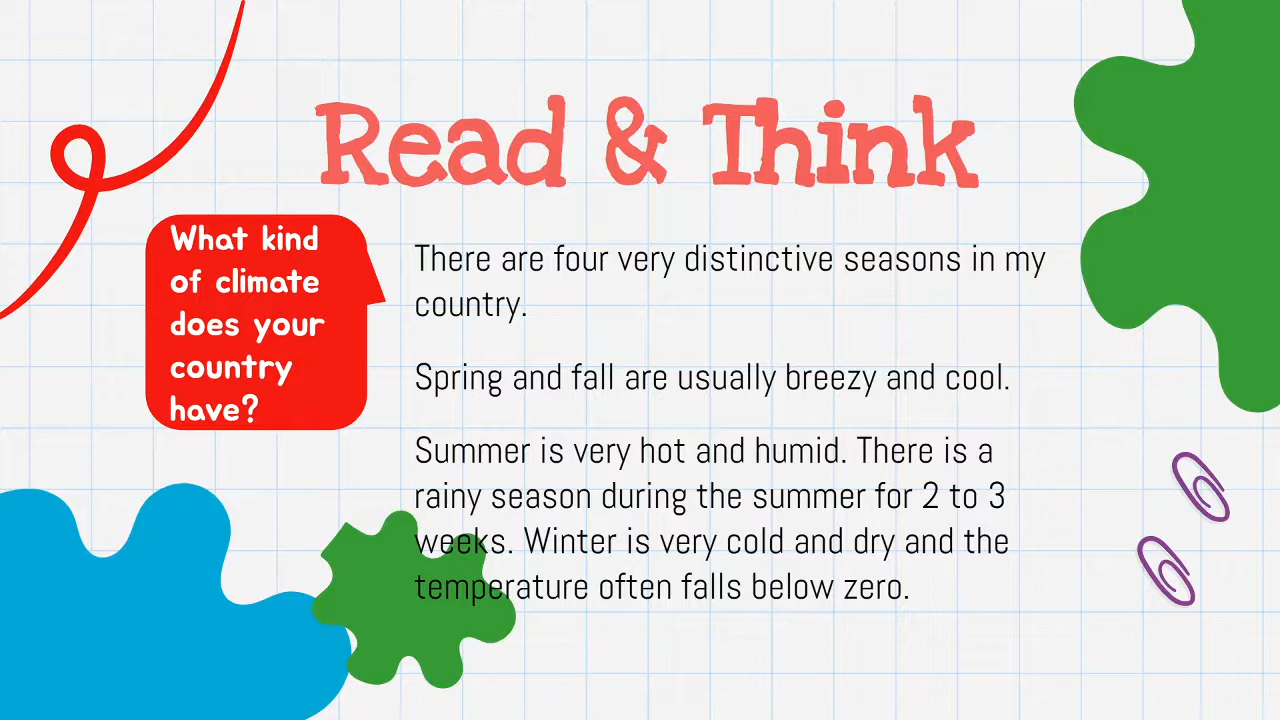 Read & Think
What kind
of climate
does your
country
have?
There are four very distinctive seasons in my
country.
Spring and fall are usually breezy and cool.
Summer is very hot and humid. There is a
rainy season during the summer for 2 to 3
weeks. Winter is very cold and dry and the
temperature often falls below zero.